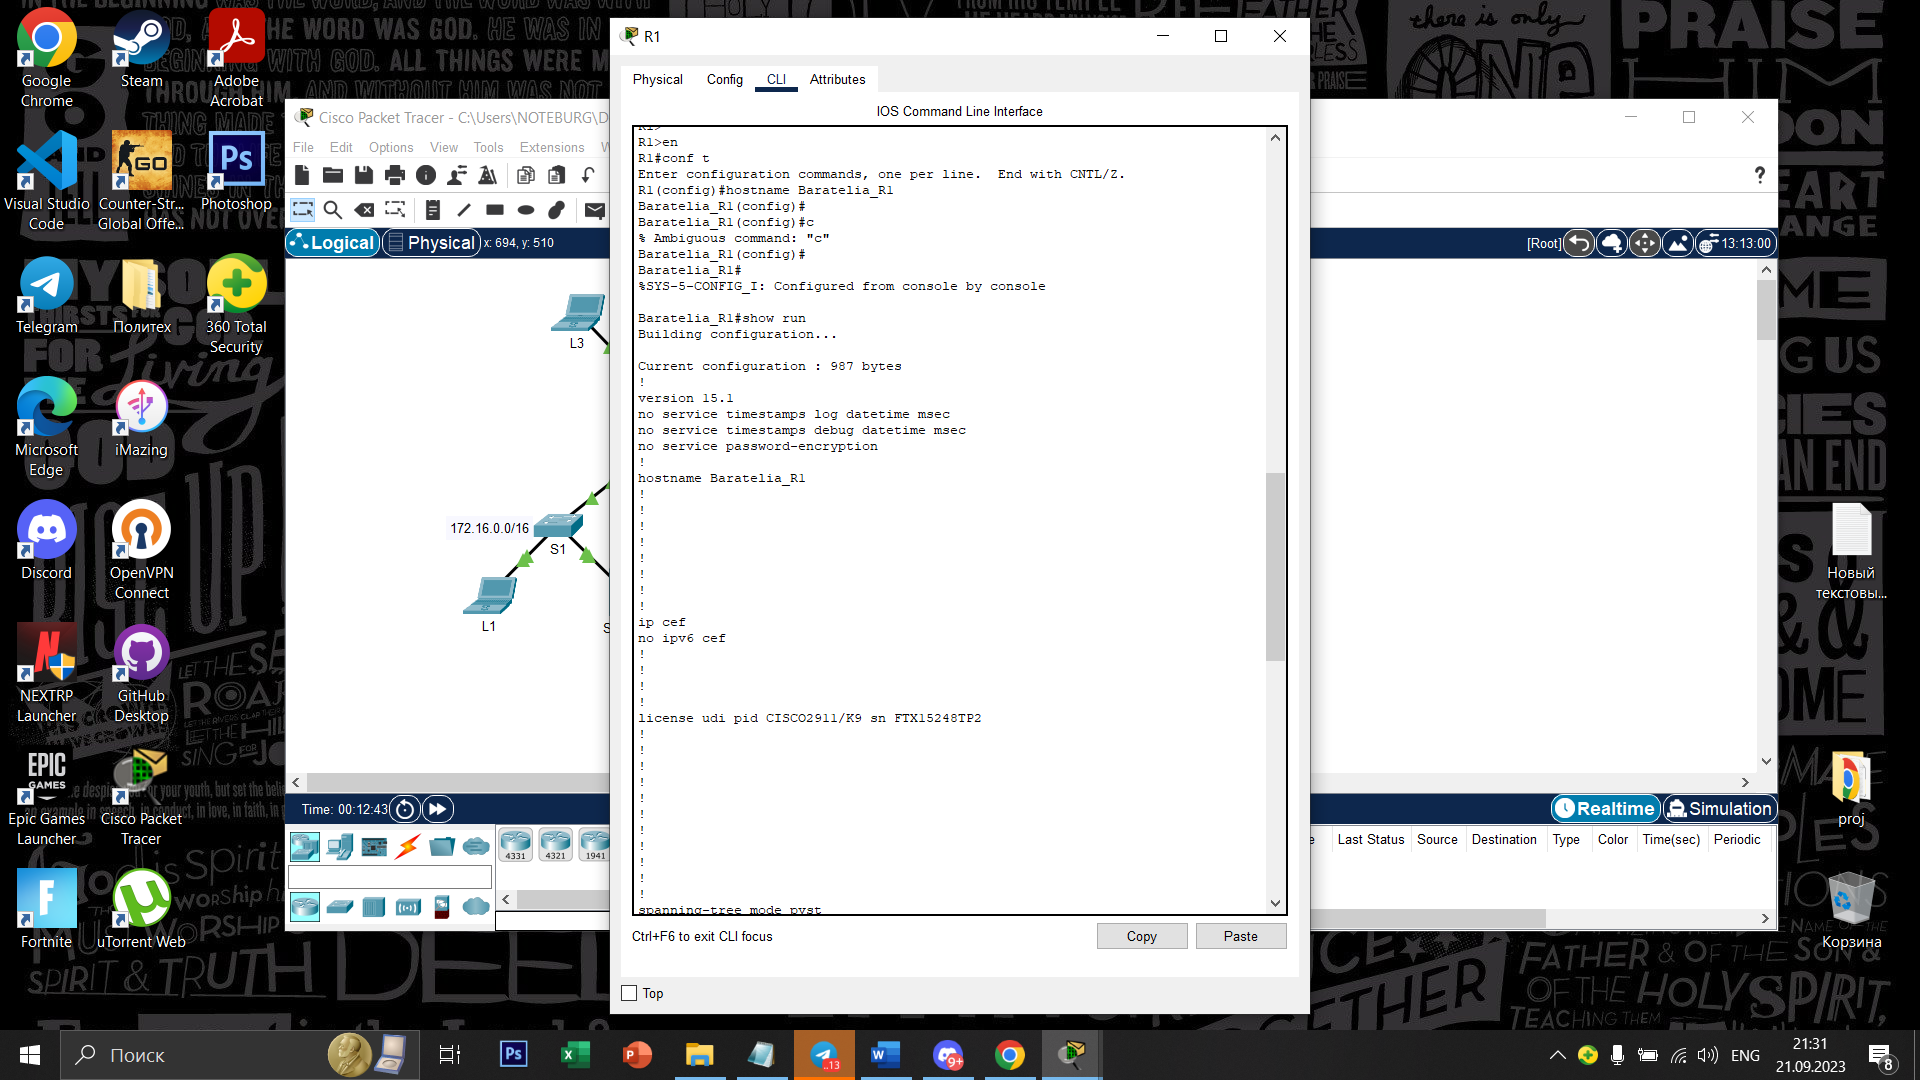 Google Chrome
Steam
Adobe Acrobat
Visual Studio Code
Counter-Str... Global Offe...
Photoshop
Telegram
Политех
360 Total Security
Microsoft Edge
iMazing
Discord
OpenVPN Connect
NEXTRP Launcher
GitHub Desktop
Epic Games Launcher
Cisco Packet Tracer
Fortnite
uTorrent Web
Cisco Packet Tracer - C:\Users\NOTEBURG\D
File Edit Options View Tools Extensions W
Logical
Physical
x: 694, y: 510
[Root]
13:13:00
L3
172.16.0.0/16
S1
L1
S
Time: 00:12:43
Realtime
Simulation
4331
4321
1941
e Last Status Source Destination Type Color Time(sec) Periodic
R1
Physical Config CLI Attributes
IOS Command Line Interface
R1>
R1>en
R1#conf t
Enter configuration commands, one per line.  End with CNTL/Z.
R1(config)#hostname Baratelia_R1
Baratelia_R1(config)#
Baratelia_R1(config)#c
% Ambiguous command: "c"
Baratelia_R1(config)#
Baratelia_R1#
%SYS-5-CONFIG_I: Configured from console by console
Baratelia_R1#show run
Building configuration...
Current configuration : 987 bytes
!
version 15.1
no service timestamps log datetime msec
no service timestamps debug datetime msec
no service password-encryption
!
hostname Baratelia_R1
!
!
!
!
!
!
!
!
ip cef
no ipv6 cef
!
!
!
!
license udi pid CISCO2911/K9 sn FTX15248TP2
!
!
!
!
!
!
!
!
!
!
!
spanning-tree mode pvst
Ctrl+F6 to exit CLI focus
Copy
Paste
Top
Новый текстовы...
proj
Корзина
Поиск
..13
9+
ENG
21:31
21.09.2023
8